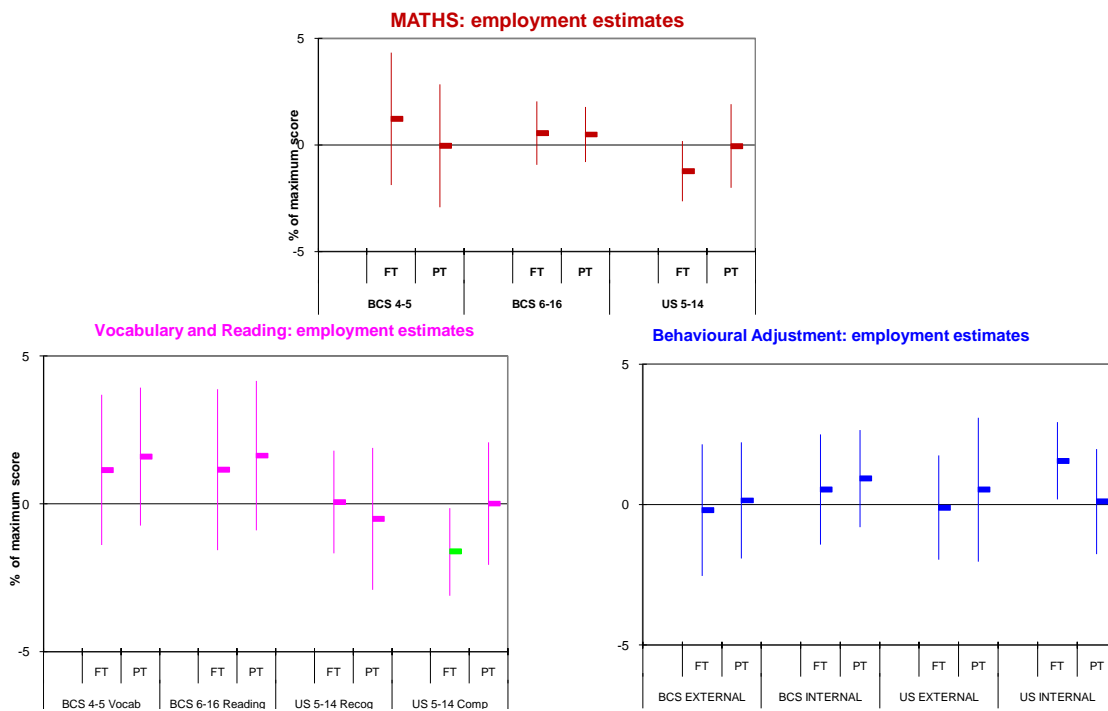 MATHS: employment estimates
5
% of maximum score
0
-5
FT PT FT PT FT PT
BCS 4-5 BCS 6-16 US 5-14
Vocabulary and Reading: employment estimates
5
% of maximum score
0
-5
FT PT FT PT FT PT FT PT
BCS 4-5 Vocab BCS 6-16 Reading US 5-14 Recog US 5-14 Comp
Behavioural Adjustment: employment estimates
5
0
-5
FT PT FT PT FT PT FT PT
BCS EXTERNAL BCS INTERNAL US EXTERNAL US INTERNAL